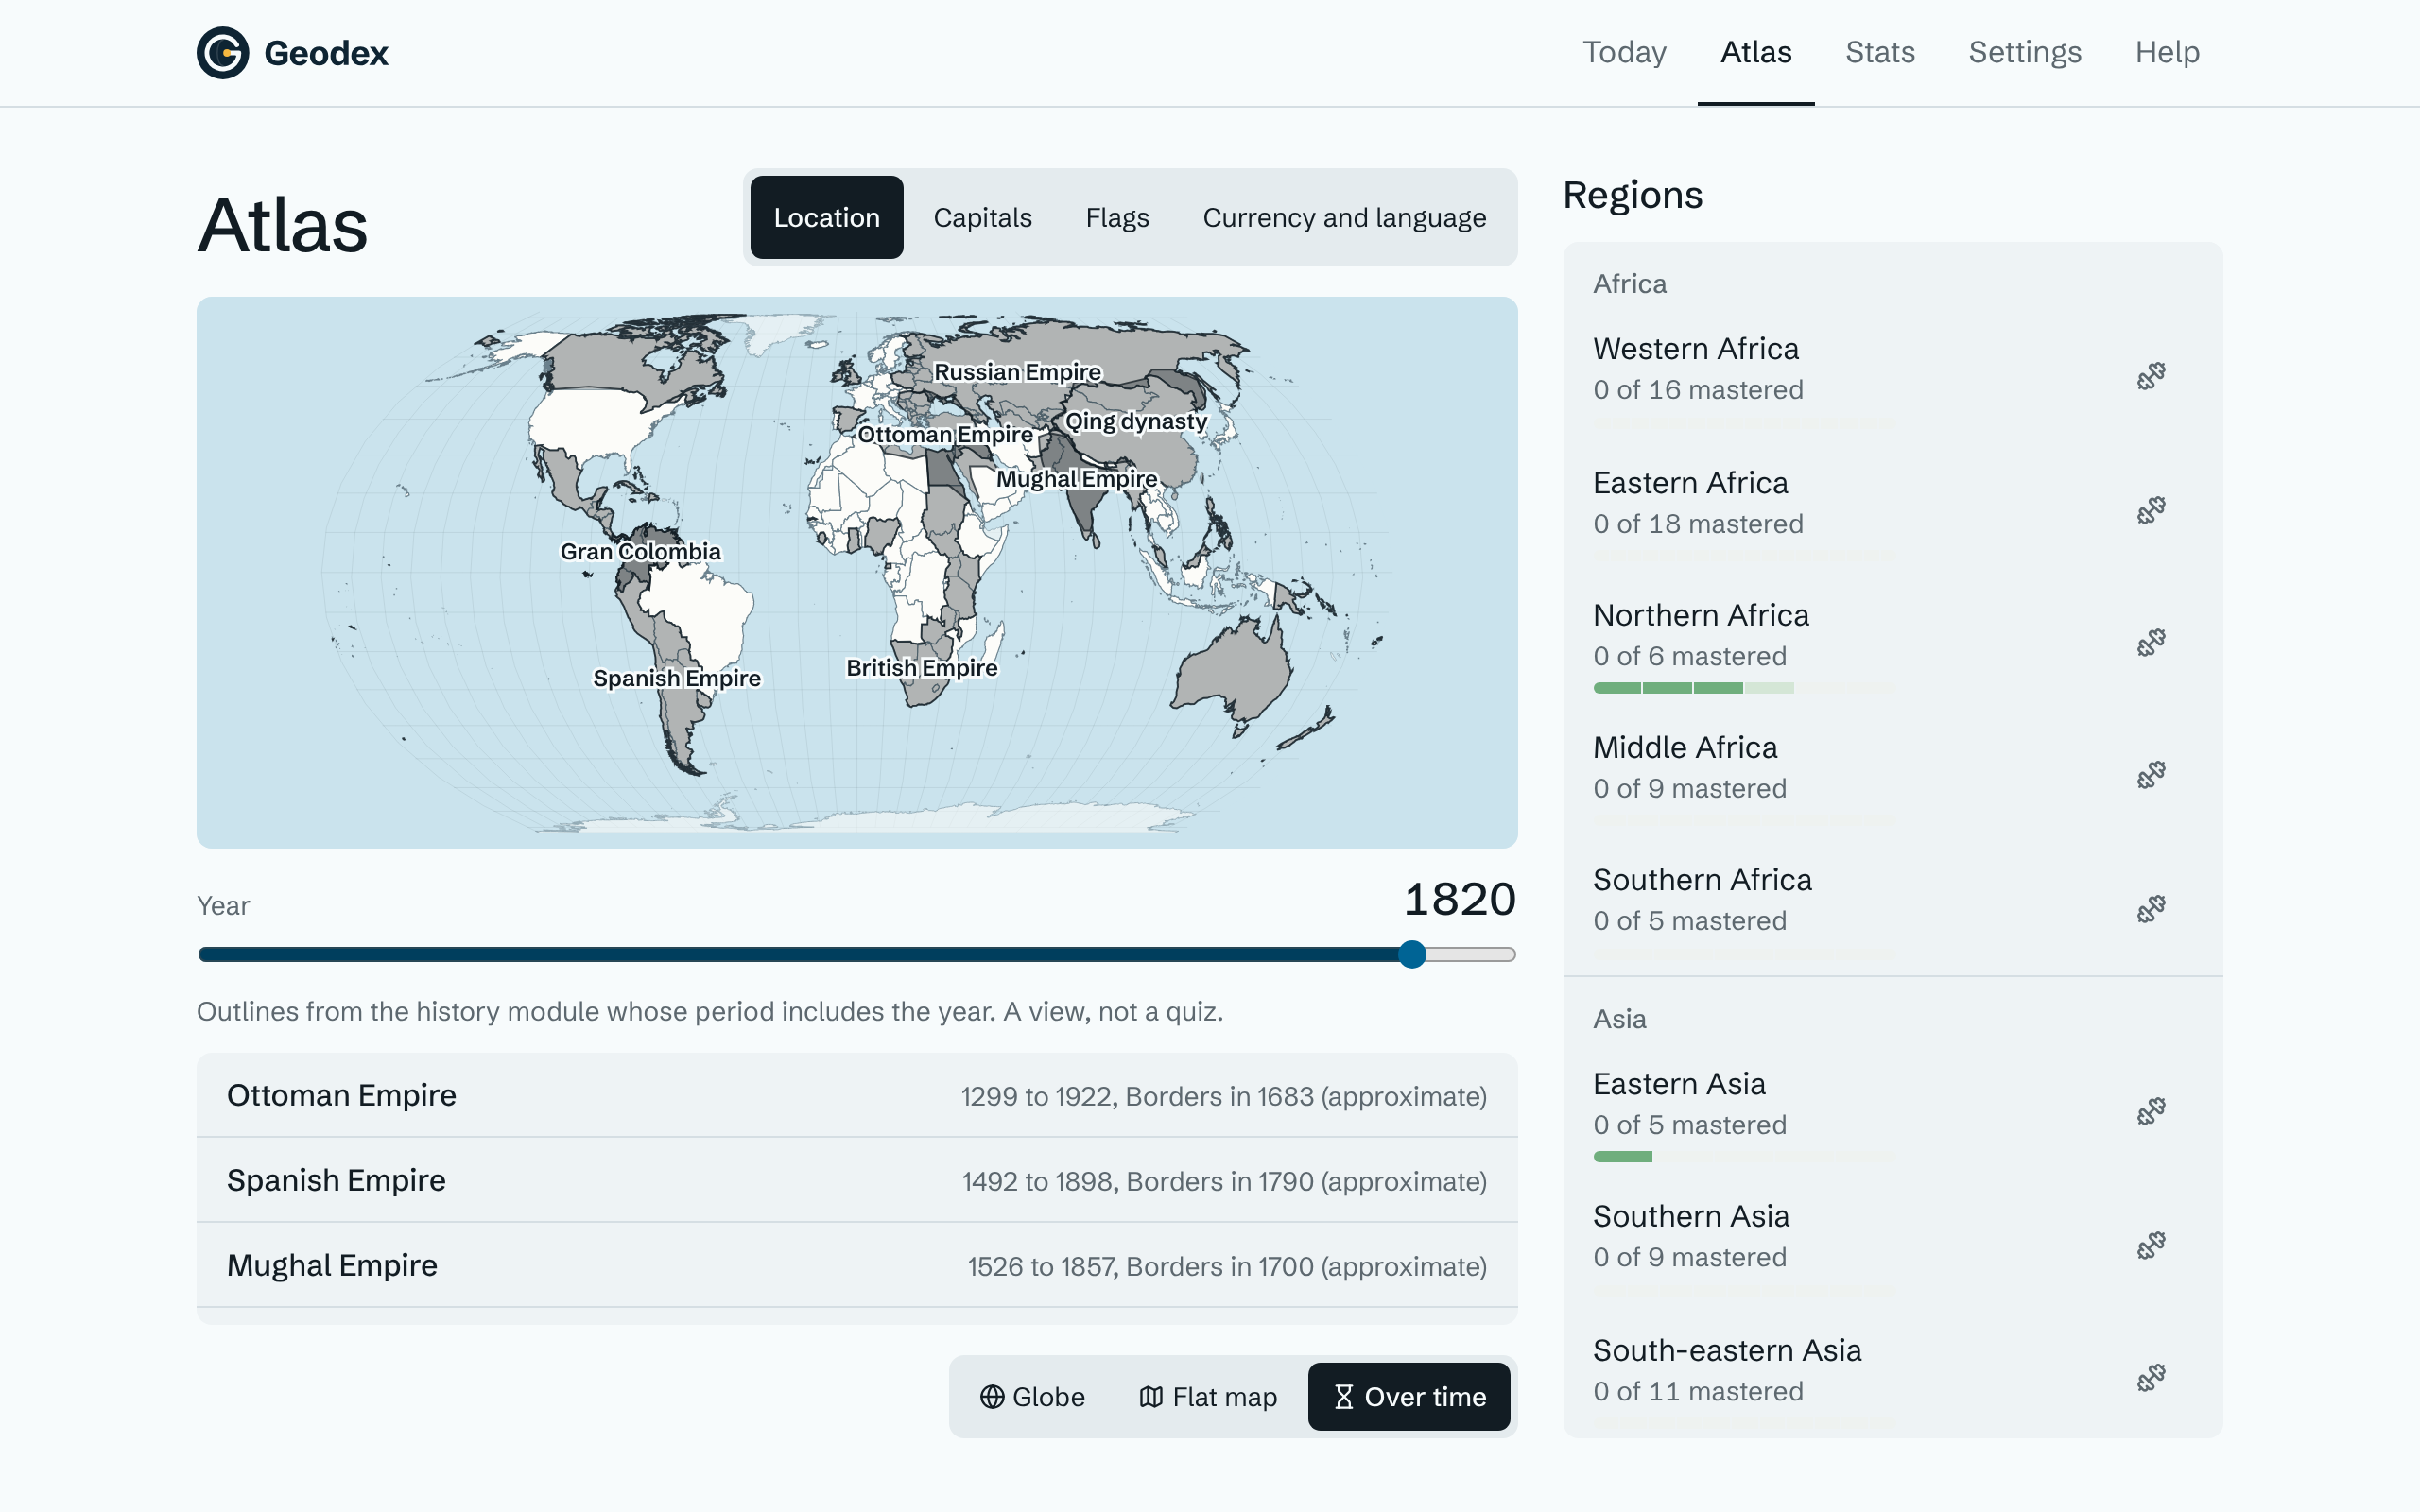 Geodex
Today
Atlas
Stats
Settings
Help
Atlas
Location
Capitals
Flags
Currency and language
Russian Empire
Qing dynasty
Ottoman Empire
Mughal Empire
Gran Colombia
British Empire
Spanish Empire
Year
1820
Outlines from the history module whose period includes the year. A view, not a quiz.
Ottoman Empire
1299 to 1922, Borders in 1683 (approximate)
Spanish Empire
1492 to 1898, Borders in 1790 (approximate)
Mughal Empire
1526 to 1857, Borders in 1700 (approximate)
Globe
Flat map
Over time
Regions
Africa
Western Africa
0 of 16 mastered
Eastern Africa
0 of 18 mastered
Northern Africa
0 of 6 mastered
Middle Africa
0 of 9 mastered
Southern Africa
0 of 5 mastered
Asia
Eastern Asia
0 of 5 mastered
Southern Asia
0 of 9 mastered
South-eastern Asia
0 of 11 mastered